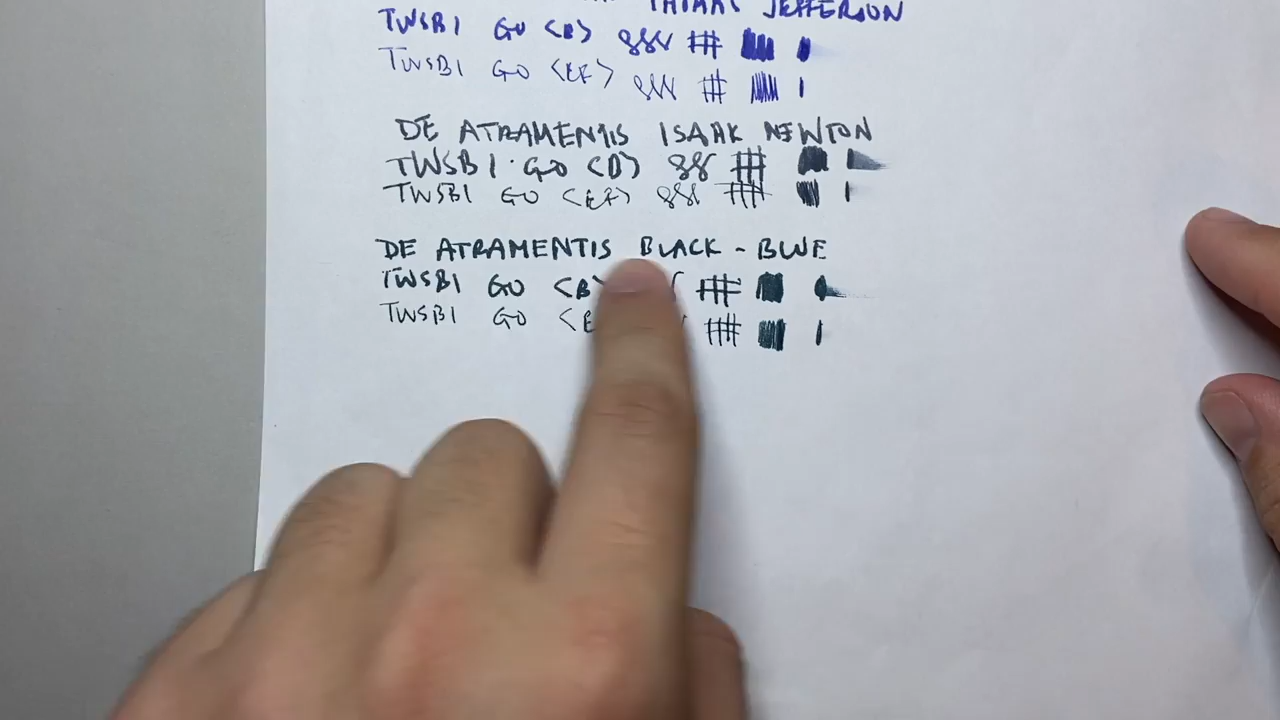 JEFFERSON
TWSBI GO <B>
TWSBI GO <EF>
DE ATRAMENTIS ISAAK NEWTON
TWSBI GO <B>
TWSBI GO <EF>
DE ATRAMENTIS BLACK - BLUE
TWSBI GO <B>
TWSBI GO